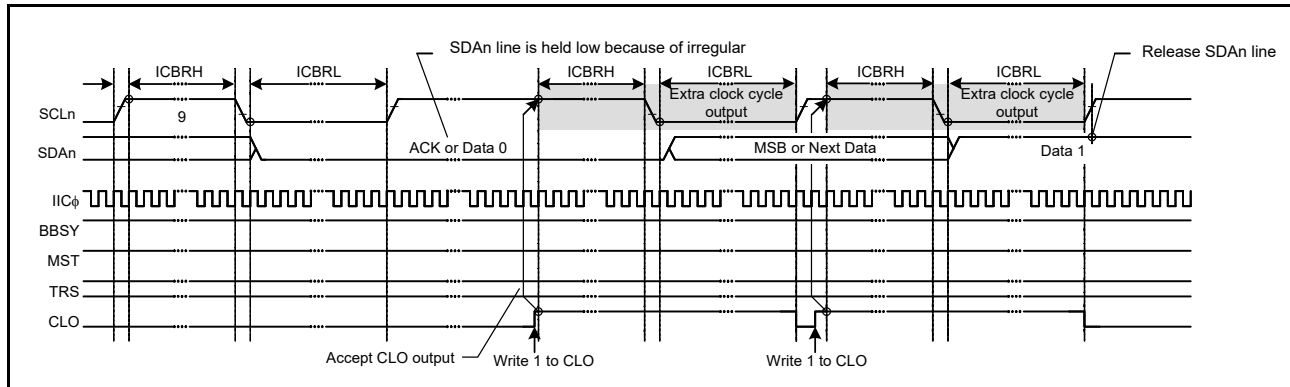 SDAn line is held low because of irregular
Release SDAn line
ICBRH
ICBRL
ICBRH
ICBRL
ICBRH
ICBRL
Extra clock cycle
output
Extra clock cycle
output
SCLn
9
SDAn
ACK or Data 0
MSB or Next Data
Data 1
IICϕ
BBSY
MST
TRS
CLO
Accept CLO output
Write 1 to CLO
Write 1 to CLO